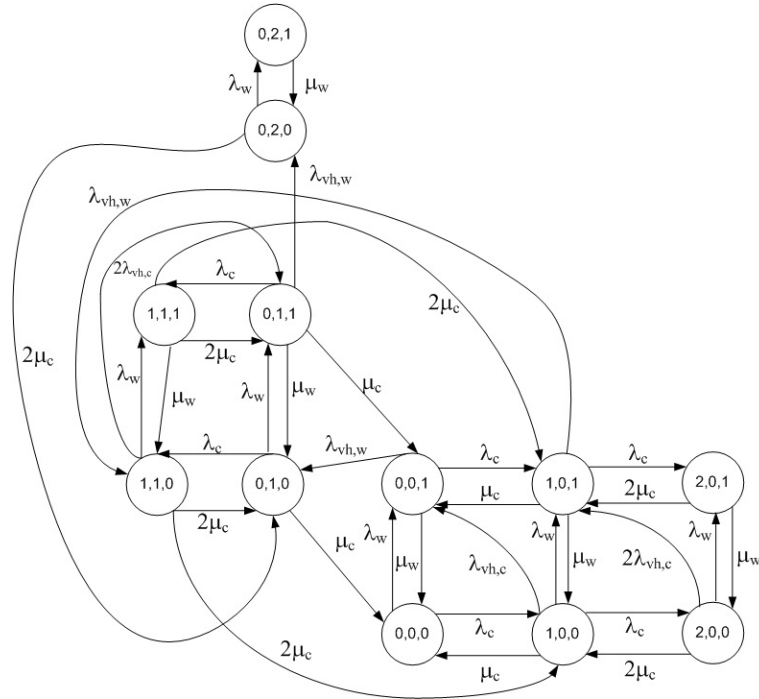 0,2,1
λw μw
0,2,0
λvh,w
λvh,w
2λvh,c λc
1,1,1 0,1,1
2μc
2μc
2μc
μc
λw μw λw μw
λc λvh,w
λc λc
1,1,0 0,1,0 0,0,1 1,0,1 2,0,1
μc 2μc
2μc
μc λw μw λvh,c λw μw 2λvh,c λw μw
0,0,0 1,0,0 2,0,0
λc λc
2μc μc 2μc